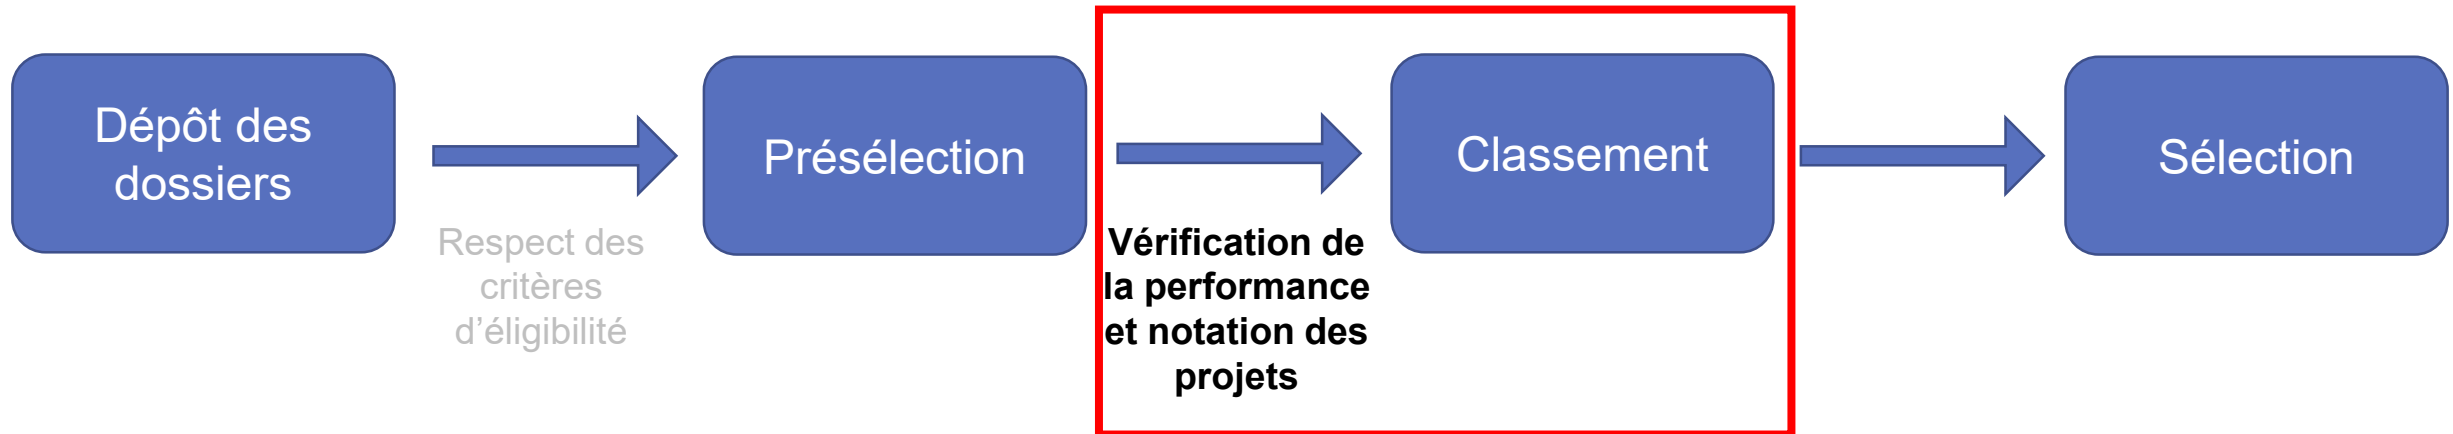 Dépôt des
dossiers
Respect des
critères
d’éligibilité
Présélection
Vérification de
la performance
et notation des
projets
Classement
Sélection